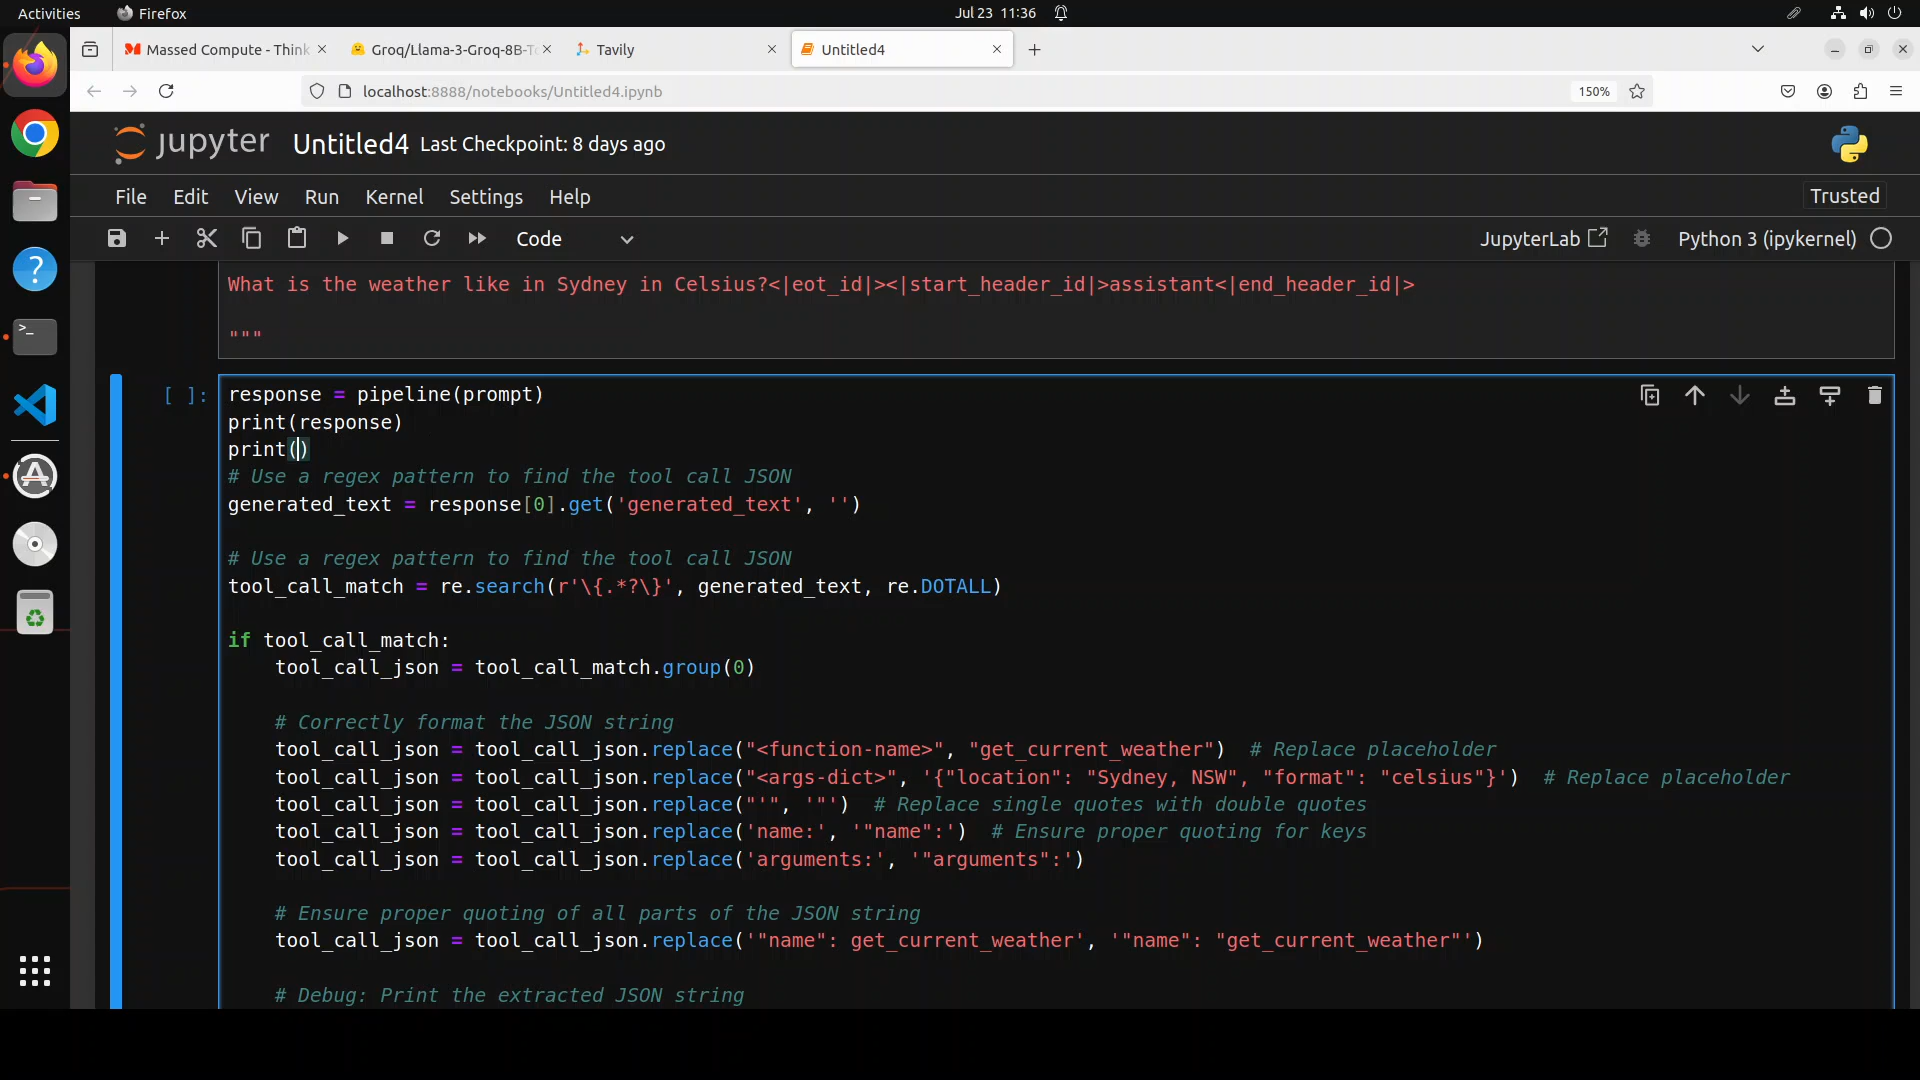 Activities
Firefox
Jul 23 11:36
Massed Compute - Think
Groq/Llama-3-Groq-8B-To
Tavily
Untitled4
localhost:8888/notebooks/Untitled4.ipynb
150%
jupyter
Untitled4
Last Checkpoint: 8 days ago
File Edit View Run Kernel Settings Help
Trusted
Code
JupyterLab
Python 3 (ipykernel)
What is the weather like in Sydney in Celsius?<|eot_id|><|start_header_id|>assistant<|end_header_id|>
"""
[ ]:
response = pipeline(prompt)
print(response)
print()
# Use a regex pattern to find the tool call JSON
generated_text = response[0].get('generated_text', '')
# Use a regex pattern to find the tool call JSON
tool_call_match = re.search(r'\{.*?\}', generated_text, re.DOTALL)
if tool_call_match:
    tool_call_json = tool_call_match.group(0)
    # Correctly format the JSON string
    tool_call_json = tool_call_json.replace("<function-name>", "get_current_weather")  # Replace placeholder
    tool_call_json = tool_call_json.replace("<args-dict>", '{"location": "Sydney, NSW", "format": "celsius"}')  # Replace placeholder
    tool_call_json = tool_call_json.replace("'", '"')  # Replace single quotes with double quotes
    tool_call_json = tool_call_json.replace('name:', '"name":')  # Ensure proper quoting for keys
    tool_call_json = tool_call_json.replace('arguments:', '"arguments":')
    # Ensure proper quoting of all parts of the JSON string
    tool_call_json = tool_call_json.replace('"name": get_current_weather', '"name": "get_current_weather"')
    # Debug: Print the extracted JSON string